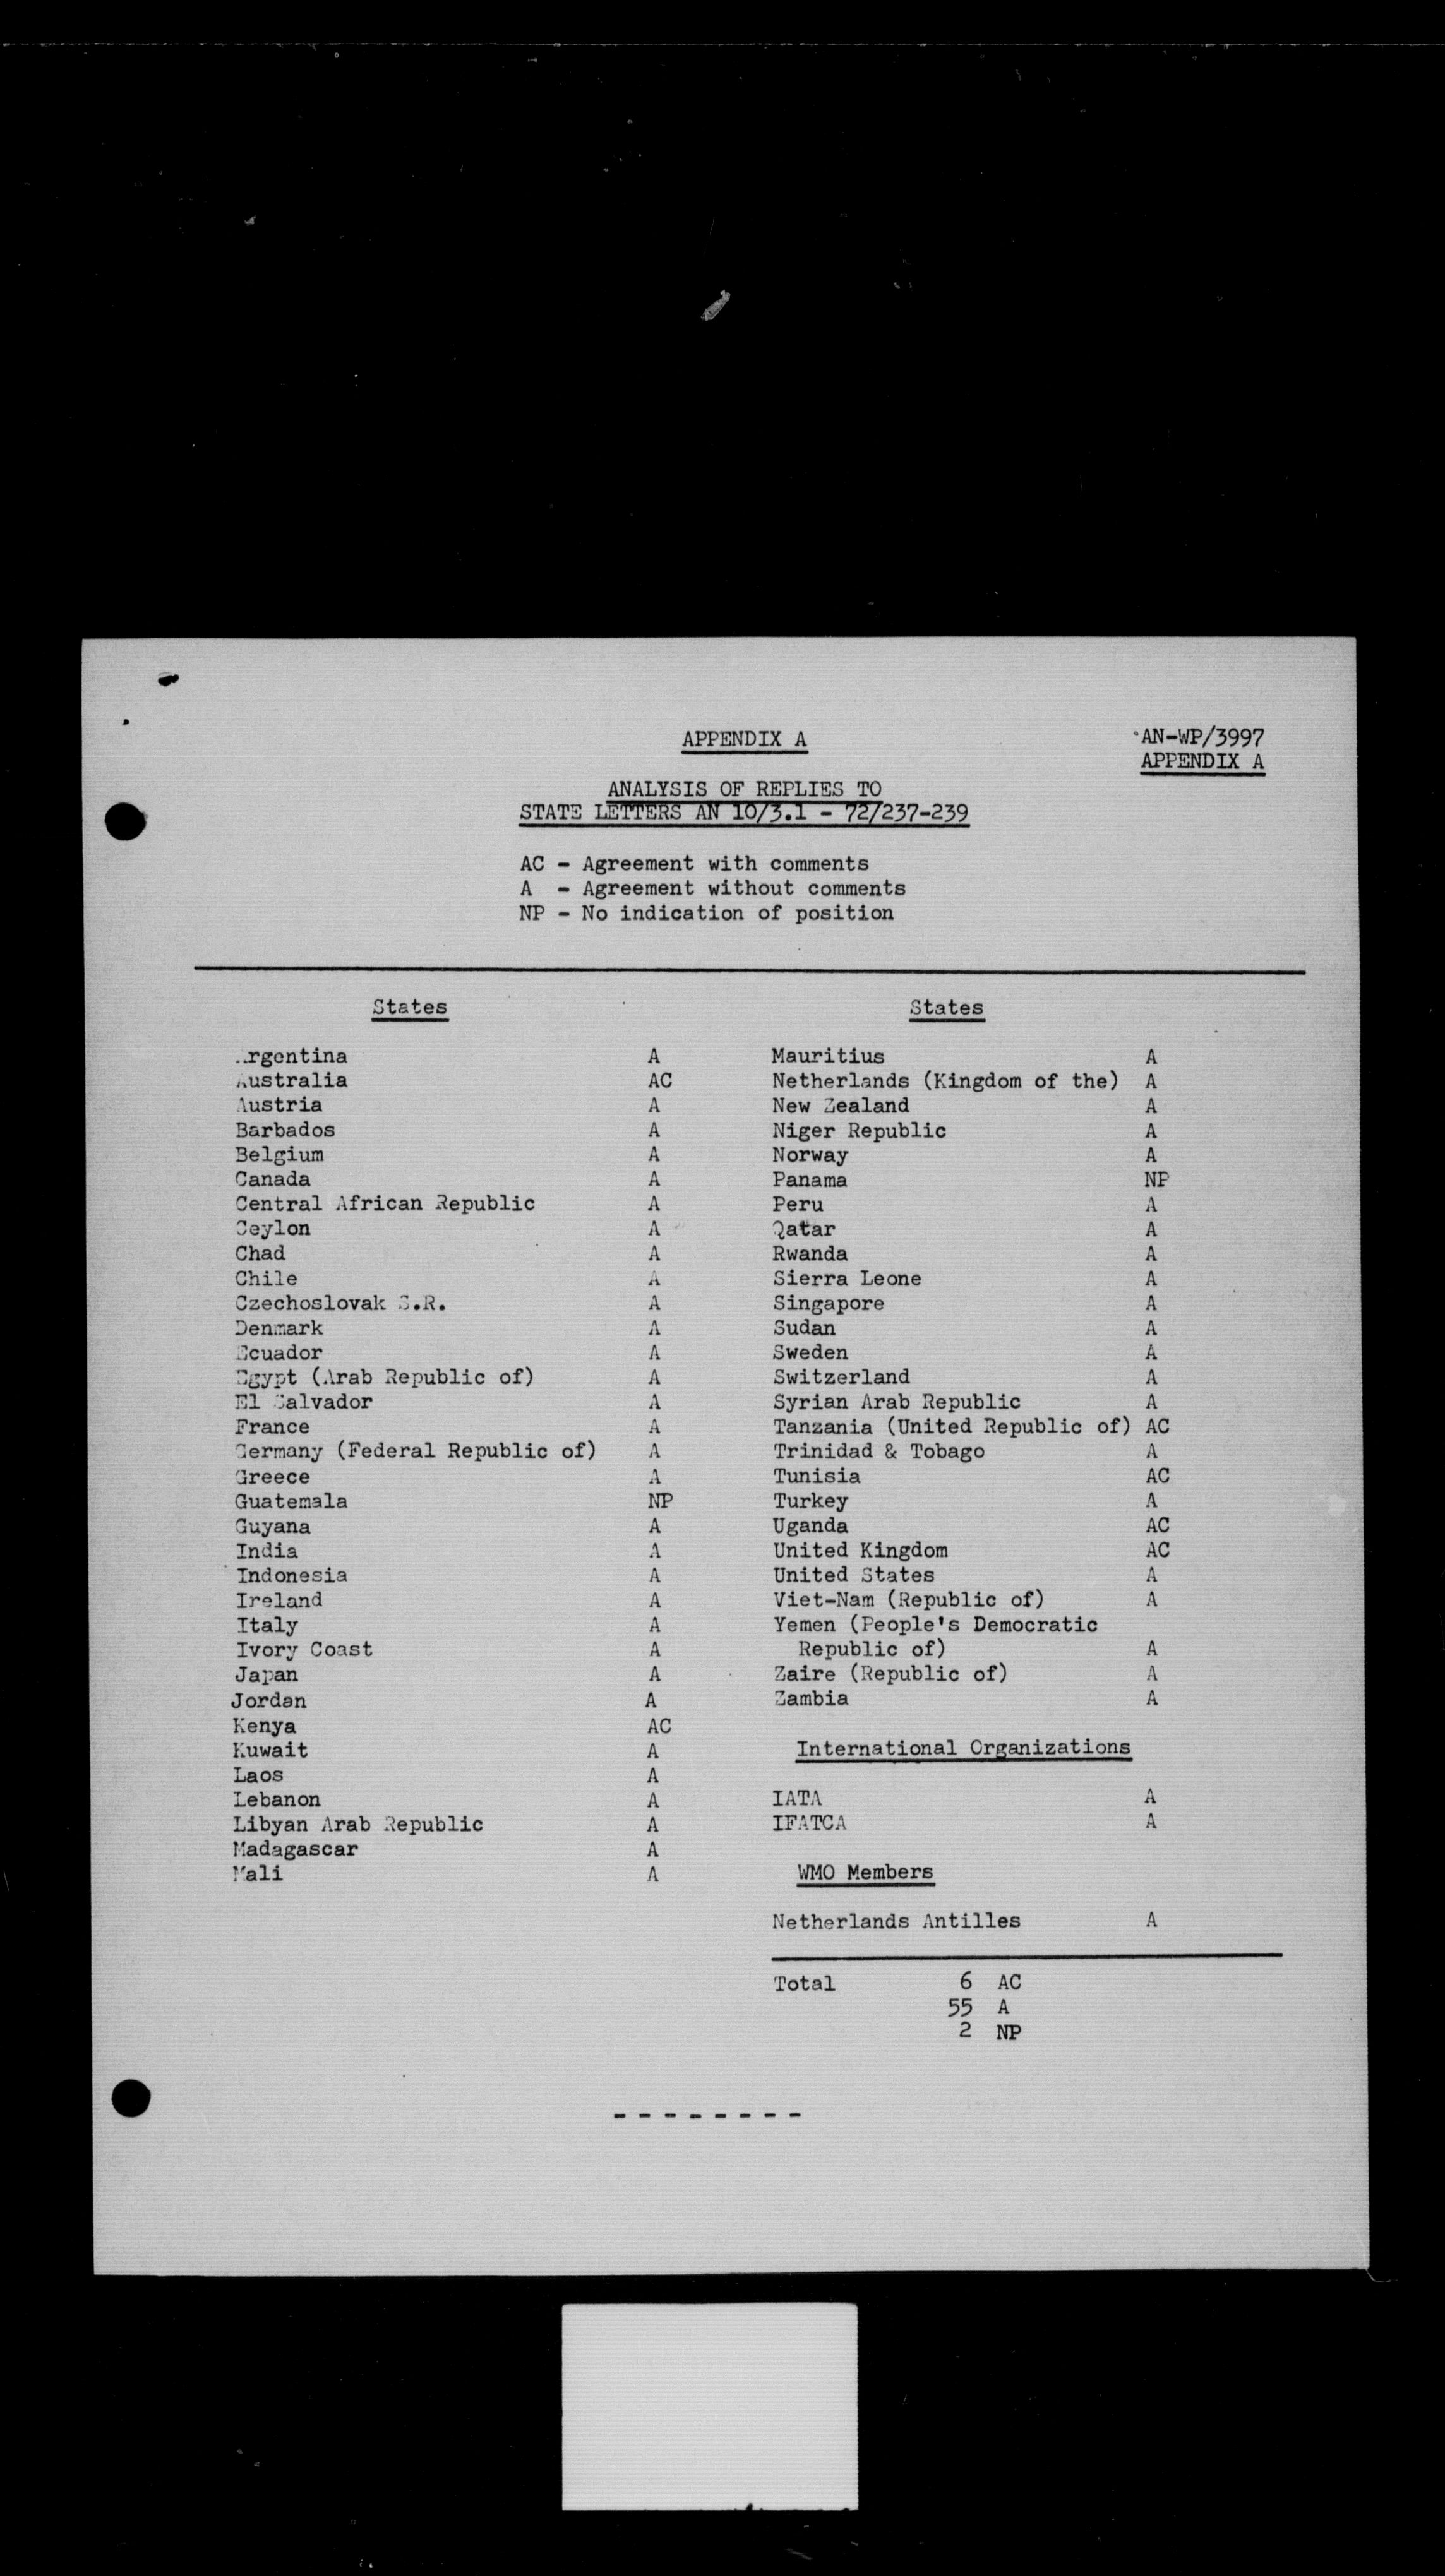 APPENDIX A
AN-WP/3997
APPENDIX A
ANALYSIS OF REPLIES TO
STATE LETTERS AN 10/3.1 - 72/237-239
AC - Agreement with comments
A - Agreement without comments
NP - No indication of position
States
Argentina A
Australia AC
Austria A
Barbados A
Belgium A
Canada A
Central African Republic A
Ceylon A
Chad A
Chile A
Czechoslovak S.R. A
Denmark A
Ecuador A
Egypt (Arab Republic of) A
El Salvador A
France A
Germany (Federal Republic of) A
Greece A
Guatemala NP
Guyana A
India A
Indonesia A
Ireland A
Italy A
Ivory Coast A
Japan A
Jordan A
Kenya AC
Kuwait A
Laos A
Lebanon A
Libyan Arab Republic A
Madagascar A
Mali A
States
Mauritius A
Netherlands (Kingdom of the) A
New Zealand A
Niger Republic A
Norway A
Panama NP
Peru A
Qatar A
Rwanda A
Sierra Leone A
Singapore A
Sudan A
Sweden A
Switzerland A
Syrian Arab Republic A
Tanzania (United Republic of) AC
Trinidad & Tobago A
Tunisia AC
Turkey A
Uganda AC
United Kingdom AC
United States A
Viet-Nam (Republic of) A
Yemen (People's Democratic
Republic of) A
Zaire (Republic of) A
Zambia A
International Organizations
IATA A
IFATCA A
WMO Members
Netherlands Antilles A
Total 6 AC
55 A
2 NP
--------